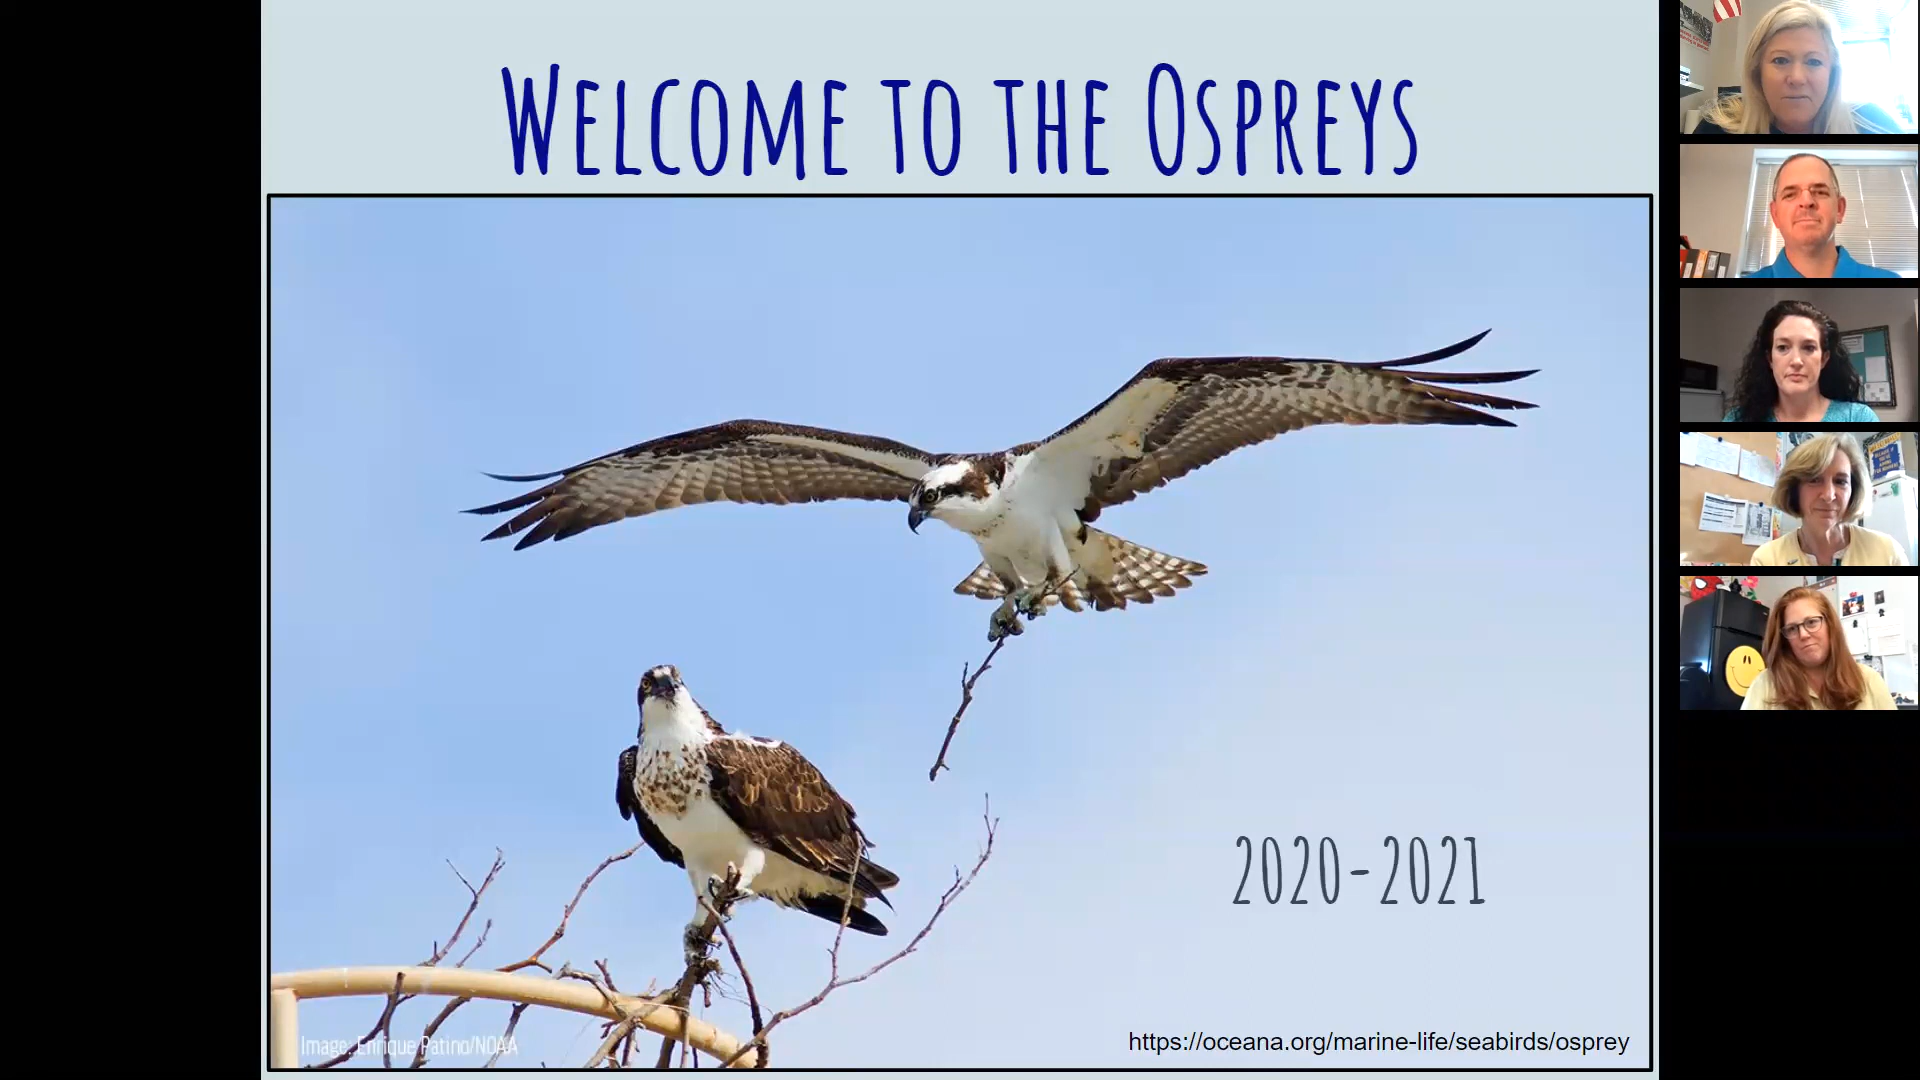 Welcome to the Ospreys
2020-2021
Image: Enrique Patino/NOAA
https://oceana.org/marine-life/seabirds/osprey